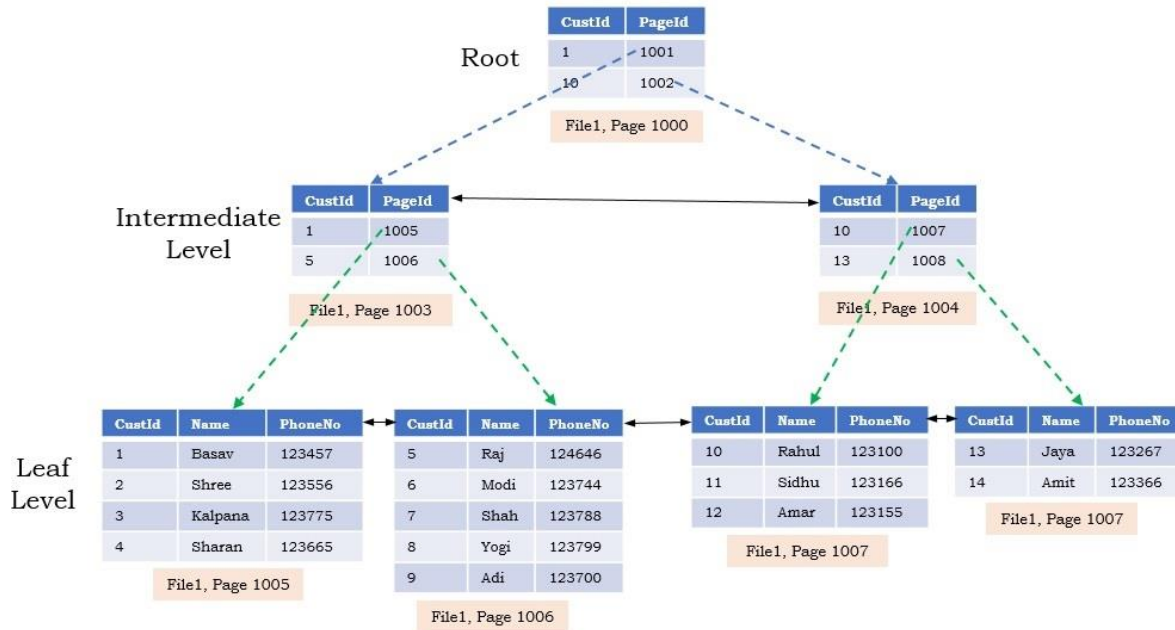 CustId PageId
Root
1 1001
10 1002
File1, Page 1000
Intermediate
Level
CustId PageId
1 1005
5 1006
File1, Page 1003
CustId PageId
10 1007
13 1008
File1, Page 1004
Leaf
Level
CustId Name PhoneNo
1 Basav 123457
2 Shree 123556
3 Kalpana 123775
4 Sharan 123665
File1, Page 1005
CustId Name PhoneNo
5 Raj 124646
6 Modi 123744
7 Shah 123788
8 Yogi 123799
9 Adi 123700
File1, Page 1006
CustId Name PhoneNo
10 Rahul 123100
11 Sidhu 123166
12 Amar 123155
File1, Page 1007
CustId Name PhoneNo
13 Jaya 123267
14 Amit 123366
File1, Page 1007